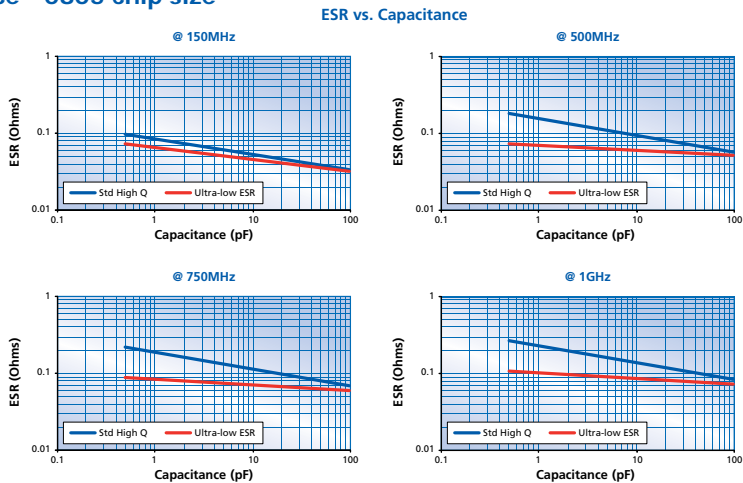 ESR vs. Capacitance
@ 150MHz
1
0.1
0.01
ESR (Ohms)
Std High Q
Ultra-low ESR
0.1
1
10
100
Capacitance (pF)
@ 500MHz
1
0.1
0.01
ESR (Ohms)
Std High Q
Ultra-low ESR
0.1
1
10
100
Capacitance (pF)
@ 750MHz
1
0.1
0.01
ESR (Ohms)
Std High Q
Ultra-low ESR
0.1
1
10
100
Capacitance (pF)
@ 1GHz
1
0.1
0.01
ESR (Ohms)
Std High Q
Ultra-low ESR
0.1
1
10
100
Capacitance (pF)